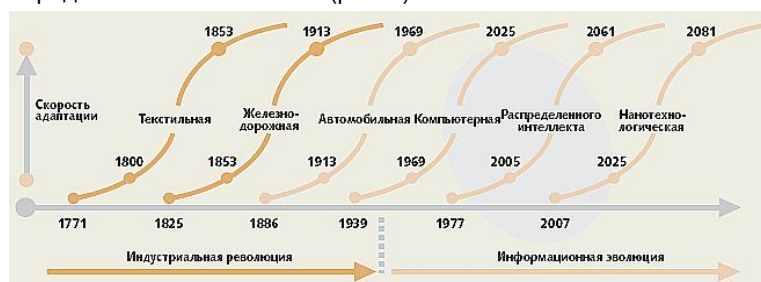 1853 1913 1969 2025 2061 2081
Скорость
адаптации
Текстильная
Железно-
дорожная
Автомобильная
Компьютерная
Распределенного
интеллекта
Нанотехно-
логическая
1800 1853 1913 1969 2005 2025
1771 1825 1886 1939 1977 2007
Индустриальная революция
Информационная эволюция